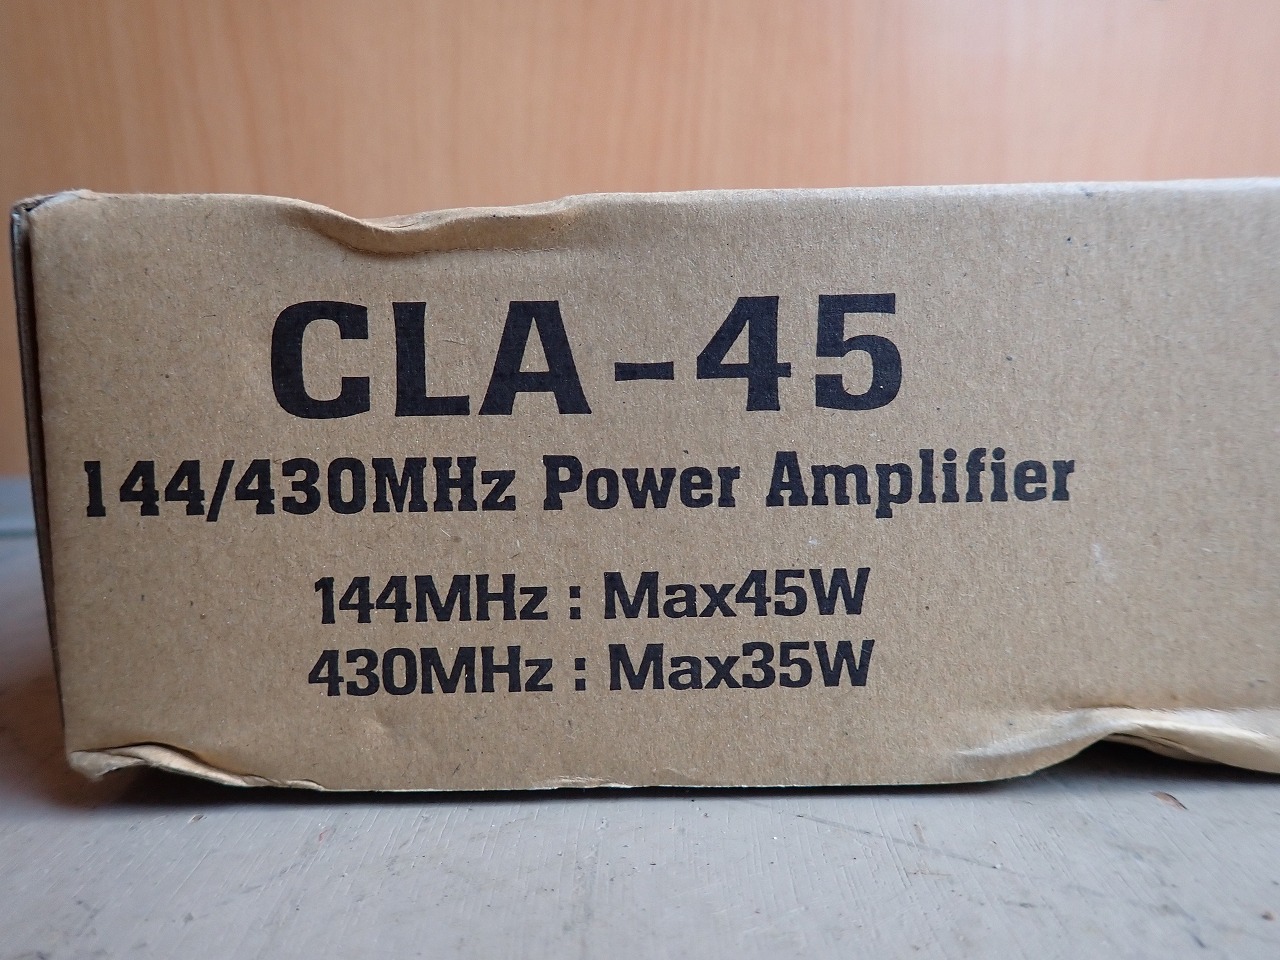 CLA-45
144/430MHz Power Amplifier
144MHz : Max45W
430MHz : Max35W